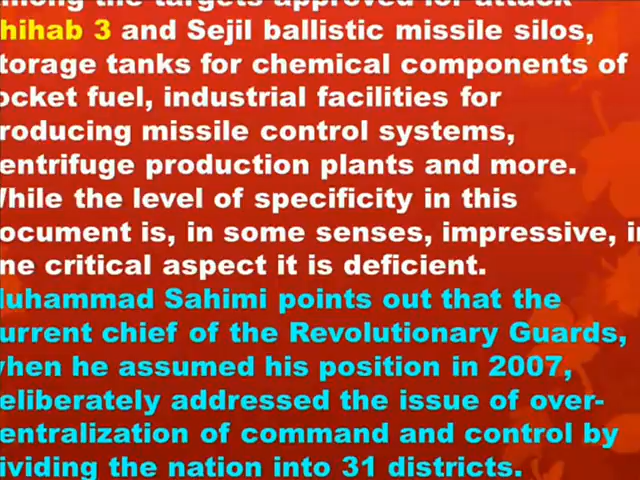 among the targets approved for attack
hihab 3 and Sejil ballistic missile silos,
torage tanks for chemical components of
ocket fuel, industrial facilities for
roducing missile control systems,
entrifuge production plants and more.
hile the level of specificity in this
ocument is, in some senses, impressive, in
ne critical aspect it is deficient.
uhammad Sahimi points out that the
urrent chief of the Revolutionary Guards,
hen he assumed his position in 2007,
eliberately addressed the issue of over-
entralization of command and control by
ividing the nation into 31 districts.